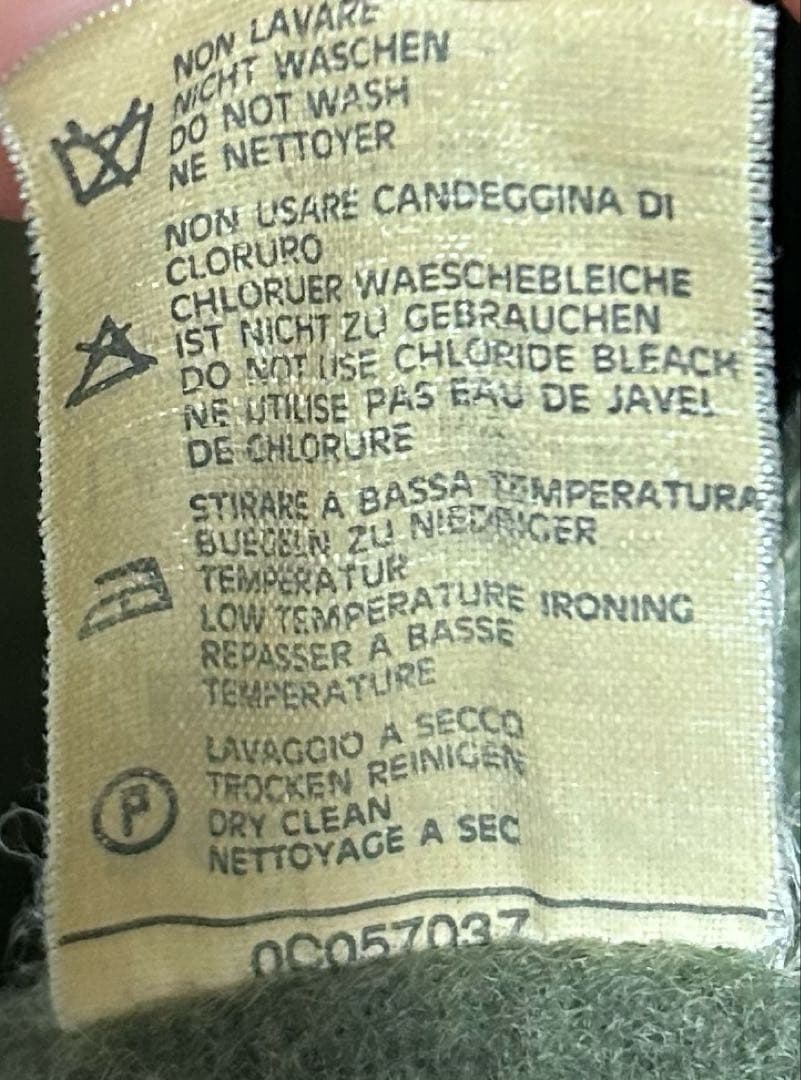 NON LAVARE
NICHT WASCHEN
DO NOT WASH
NE NETTOYER
NON USARE CANDEGGINA DI
CLORURO
CHLORUER WAESCHEBLEICHE
IST NICHT ZU GEBRAUCHEN
DO NOT USE CHLORIDE BLEACH
NE UTILISE PAS EAU DE JAVEL
DE CHLORURE
STIRARE A BASSA TEMPERATURA
BUEGELN ZU NIEDRIGER
TEMPERATUR
LOW TEMPERATURE IRONING
REPASSER A BASSE
TEMPERATURE
LAVAGGIO A SECCO
TROCKEN REINIGEN
P
DRY CLEAN
NETTOYAGE A SEC
0C057037